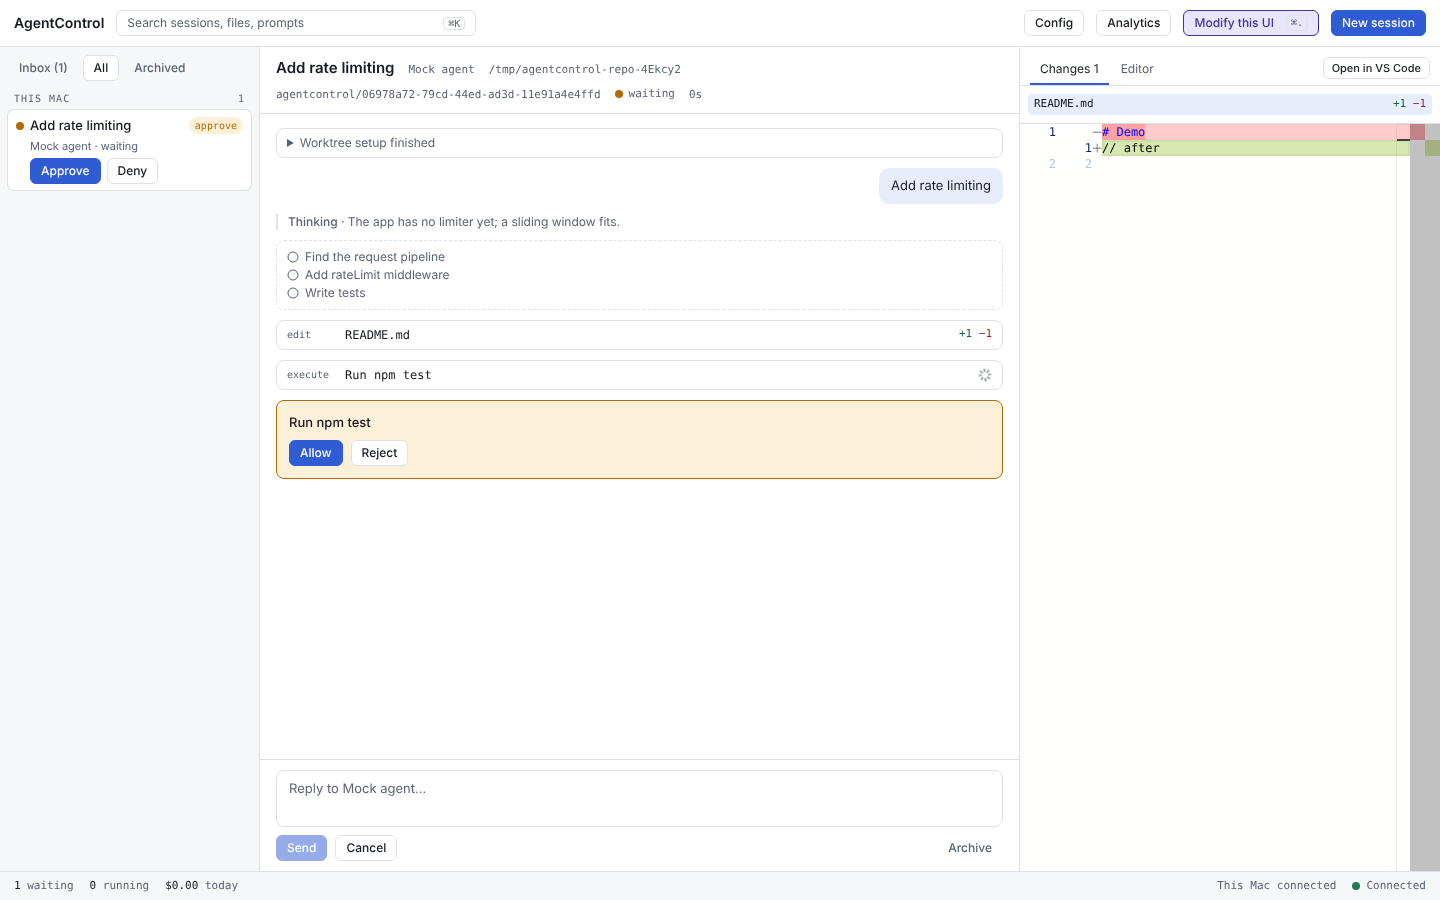 AgentControl
Search sessions, files, prompts ⌘K
Config
Analytics
Modify this UI ⌘.
New session
Inbox (1)
All
Archived
THIS MAC 1
Add rate limiting approve
Mock agent · waiting
Approve
Deny
Add rate limiting Mock agent /tmp/agentcontrol-repo-4Ekcy2
agentcontrol/06978a72-79cd-44ed-ad3d-11e91a4e4ffd waiting 0s
Worktree setup finished
Add rate limiting
Thinking · The app has no limiter yet; a sliding window fits.
Find the request pipeline
Add rateLimit middleware
Write tests
edit README.md +1 −1
execute Run npm test
Run npm test
Allow
Reject
Reply to Mock agent...
Send
Cancel
Archive
Changes 1
Editor
Open in VS Code
README.md +1 −1
1 −# Demo
1+// after
2 2
1 waiting 0 running $0.00 today
This Mac connected Connected